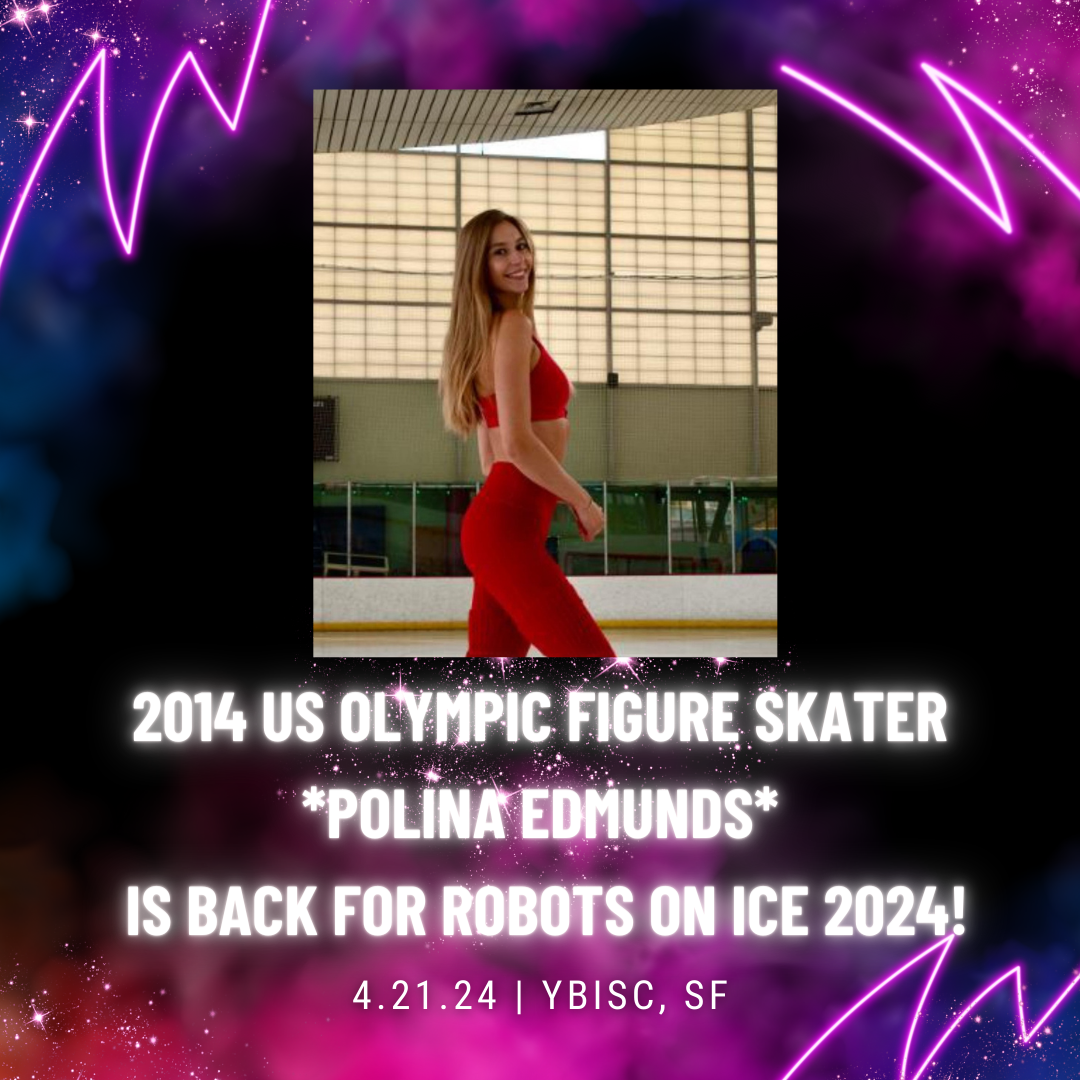 2014 US OLYMPIC FIGURE SKATER
*POLINA EDMUNDS*
IS BACK FOR ROBOTS ON ICE 2024!
4.21.24 | YBISC, SF